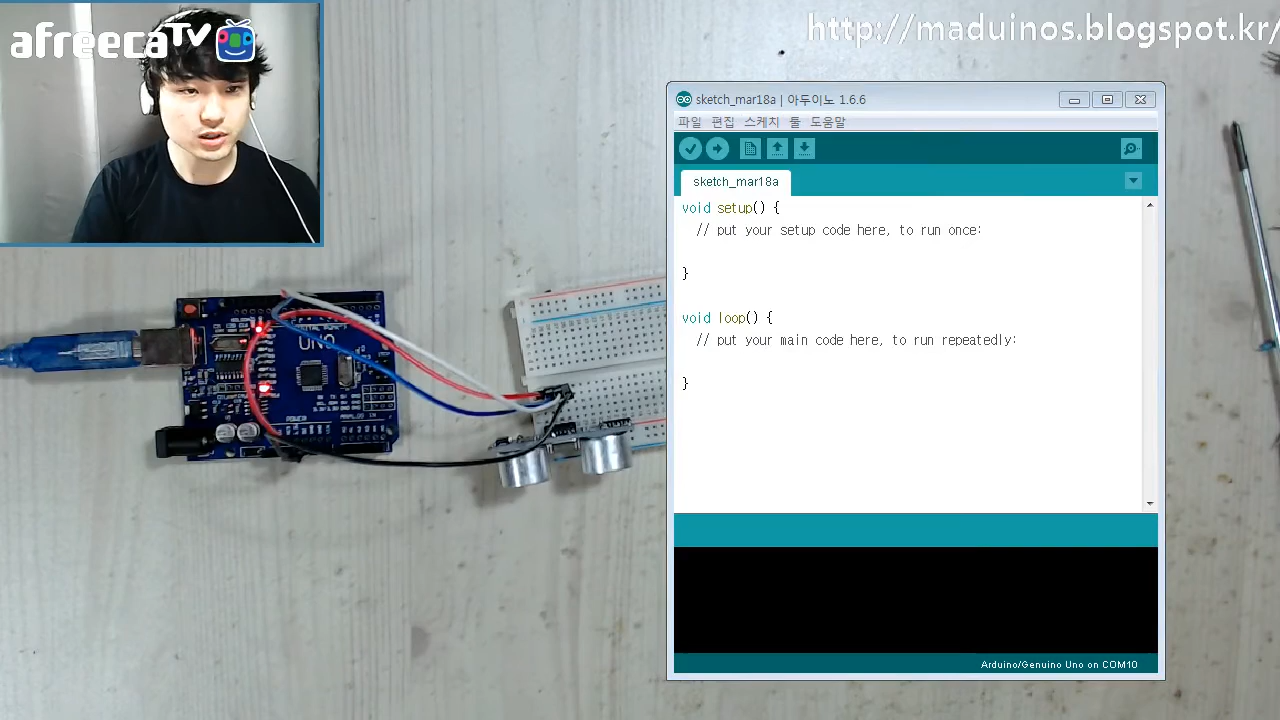 afreecaTV
http://maduinos.blogspot.kr/
sketch_mar18a | 아두이노 1.6.6
파일 편집 스케치 툴 도움말
sketch_mar18a
void setup() {
// put your setup code here, to run once:
}
void loop() {
// put your main code here, to run repeatedly:
}
Arduino/Genuino Uno on COM10
UNO
POWER